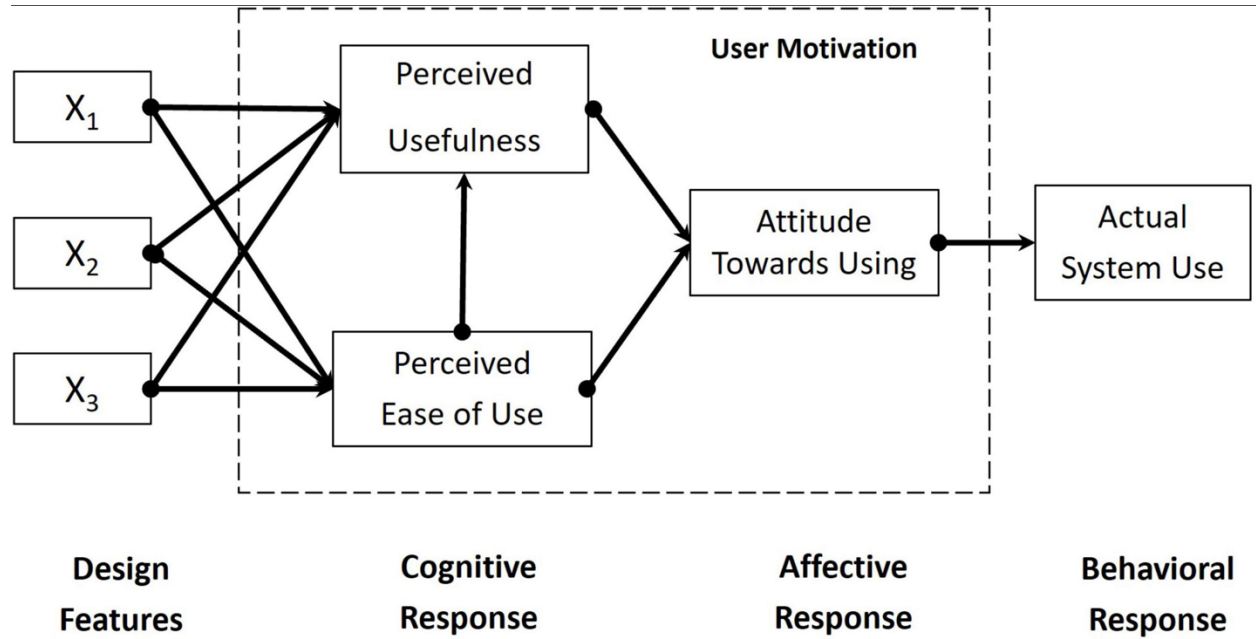 User Motivation
X₁
X₂
X₃
Perceived
Usefulness
Perceived
Ease of Use
Attitude
Towards Using
Actual
System Use
Design
Features
Cognitive
Response
Affective
Response
Behavioral
Response